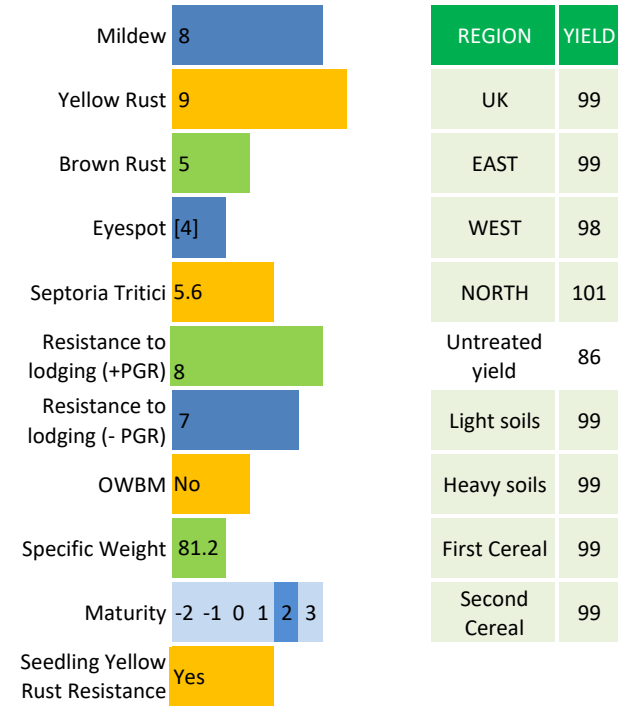 Mildew 8
Yellow Rust 9
Brown Rust 5
Eyespot [4]
Septoria Tritici 5.6
Resistance to
lodging (+PGR) 8
Resistance to
lodging (- PGR) 7
OWBM No
Specific Weight 81.2
Maturity -2 -1 0 1 2 3
Seedling Yellow
Rust Resistance Yes
REGION YIELD
UK 99
EAST 99
WEST 98
NORTH 101
Untreated
yield 86
Light soils 99
Heavy soils 99
First Cereal 99
Second
Cereal 99